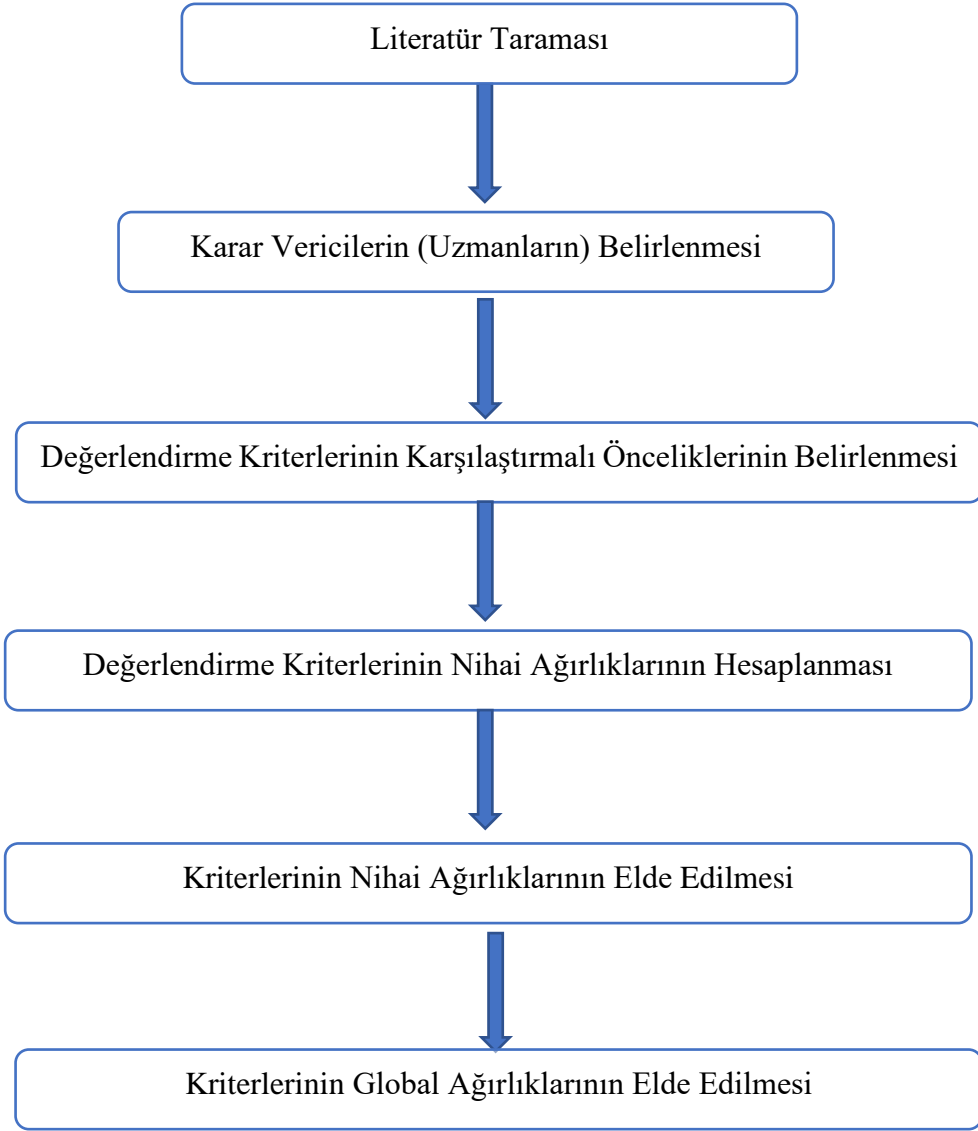 Literatür Taraması
Karar Vericilerin (Uzmanların) Belirlenmesi
Değerlendirme Kriterlerinin Karşılaştırmalı Önceliklerinin Belirlenmesi
Değerlendirme Kriterlerinin Nihai Ağırlıklarının Hesaplanması
Kriterlerinin Nihai Ağırlıklarının Elde Edilmesi
Kriterlerinin Global Ağırlıklarının Elde Edilmesi